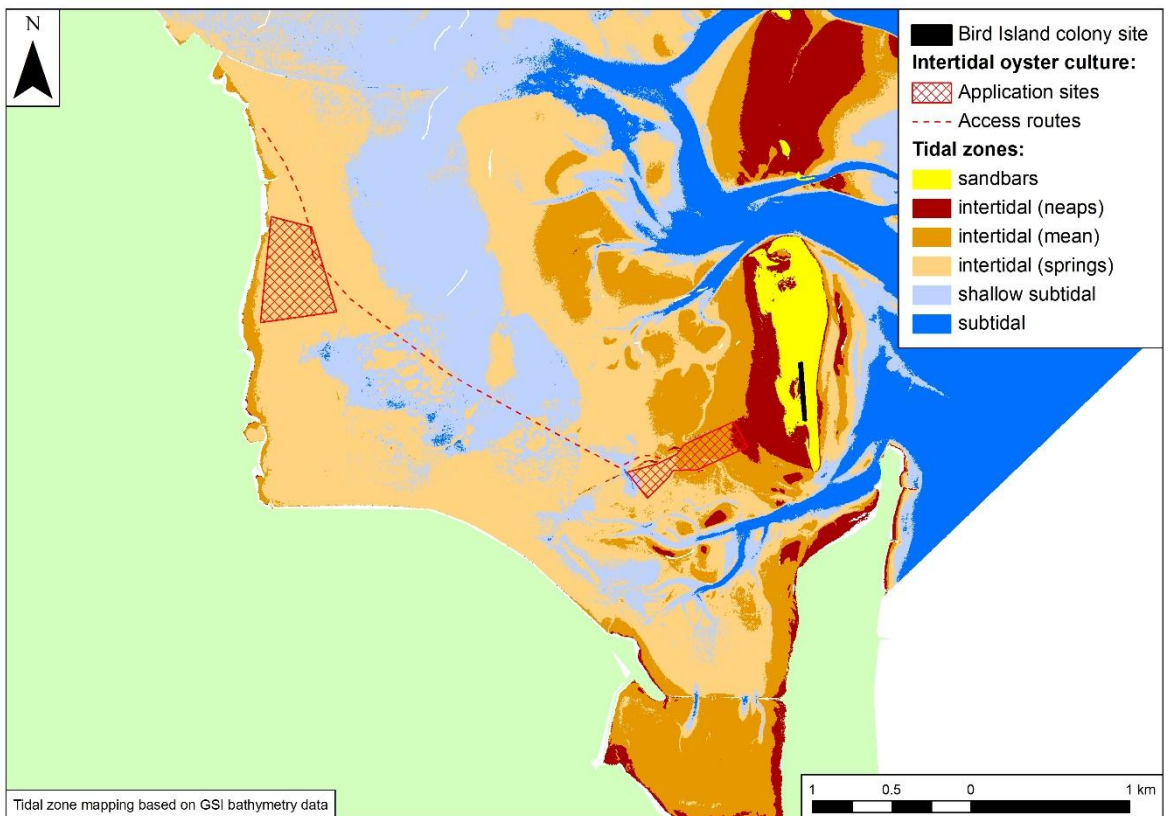 N
Bird Island colony site
Intertidal oyster culture:
Application sites
Access routes
Tidal zones:
sandbars
intertidal (neaps)
intertidal (mean)
intertidal (springs)
shallow subtidal
subtidal
Tidal zone mapping based on GSI bathymetry data
1 0.5 0 1 km